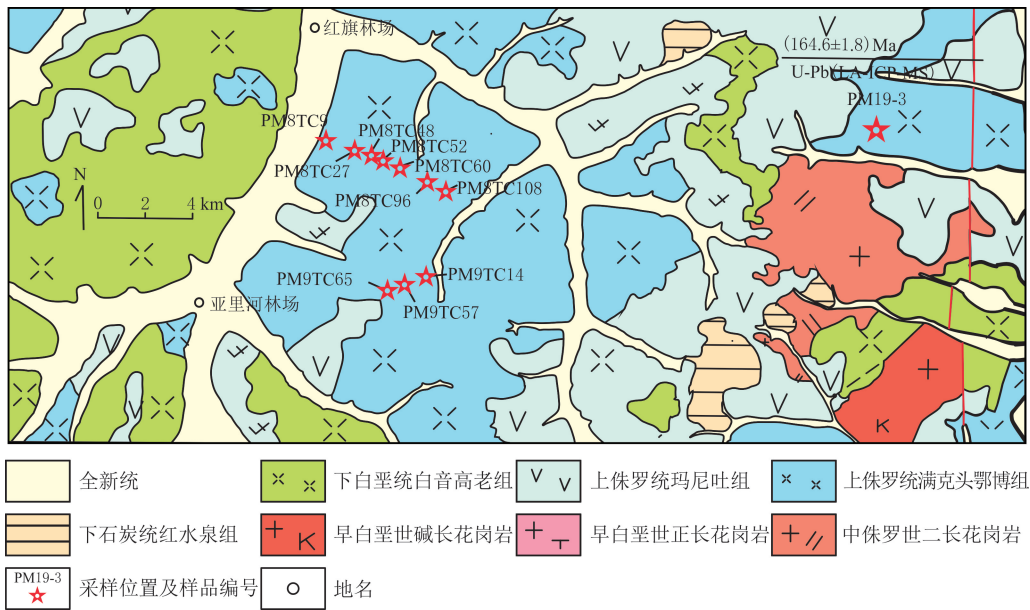 红旗林场
(164.6±1.8)Ma
U-Pb(LA-ICP-MS)
PM19-3
PM8TC9
PM8TC48
PM8TC52
PM8TC27
PM8TC60
PM8TC96
PM8TC108
N
0 2 4 km
PM9TC65
PM9TC14
PM9TC57
亚里河林场
K
全新统
下白垩统白音高老组
上侏罗统玛尼吐组
上侏罗统满克头鄂博组
下石炭统红水泉组
K
早白垩世碱长花岗岩
早白垩世正长花岗岩
中侏罗世二长花岗岩
PM19-3
采样位置及样品编号
地名